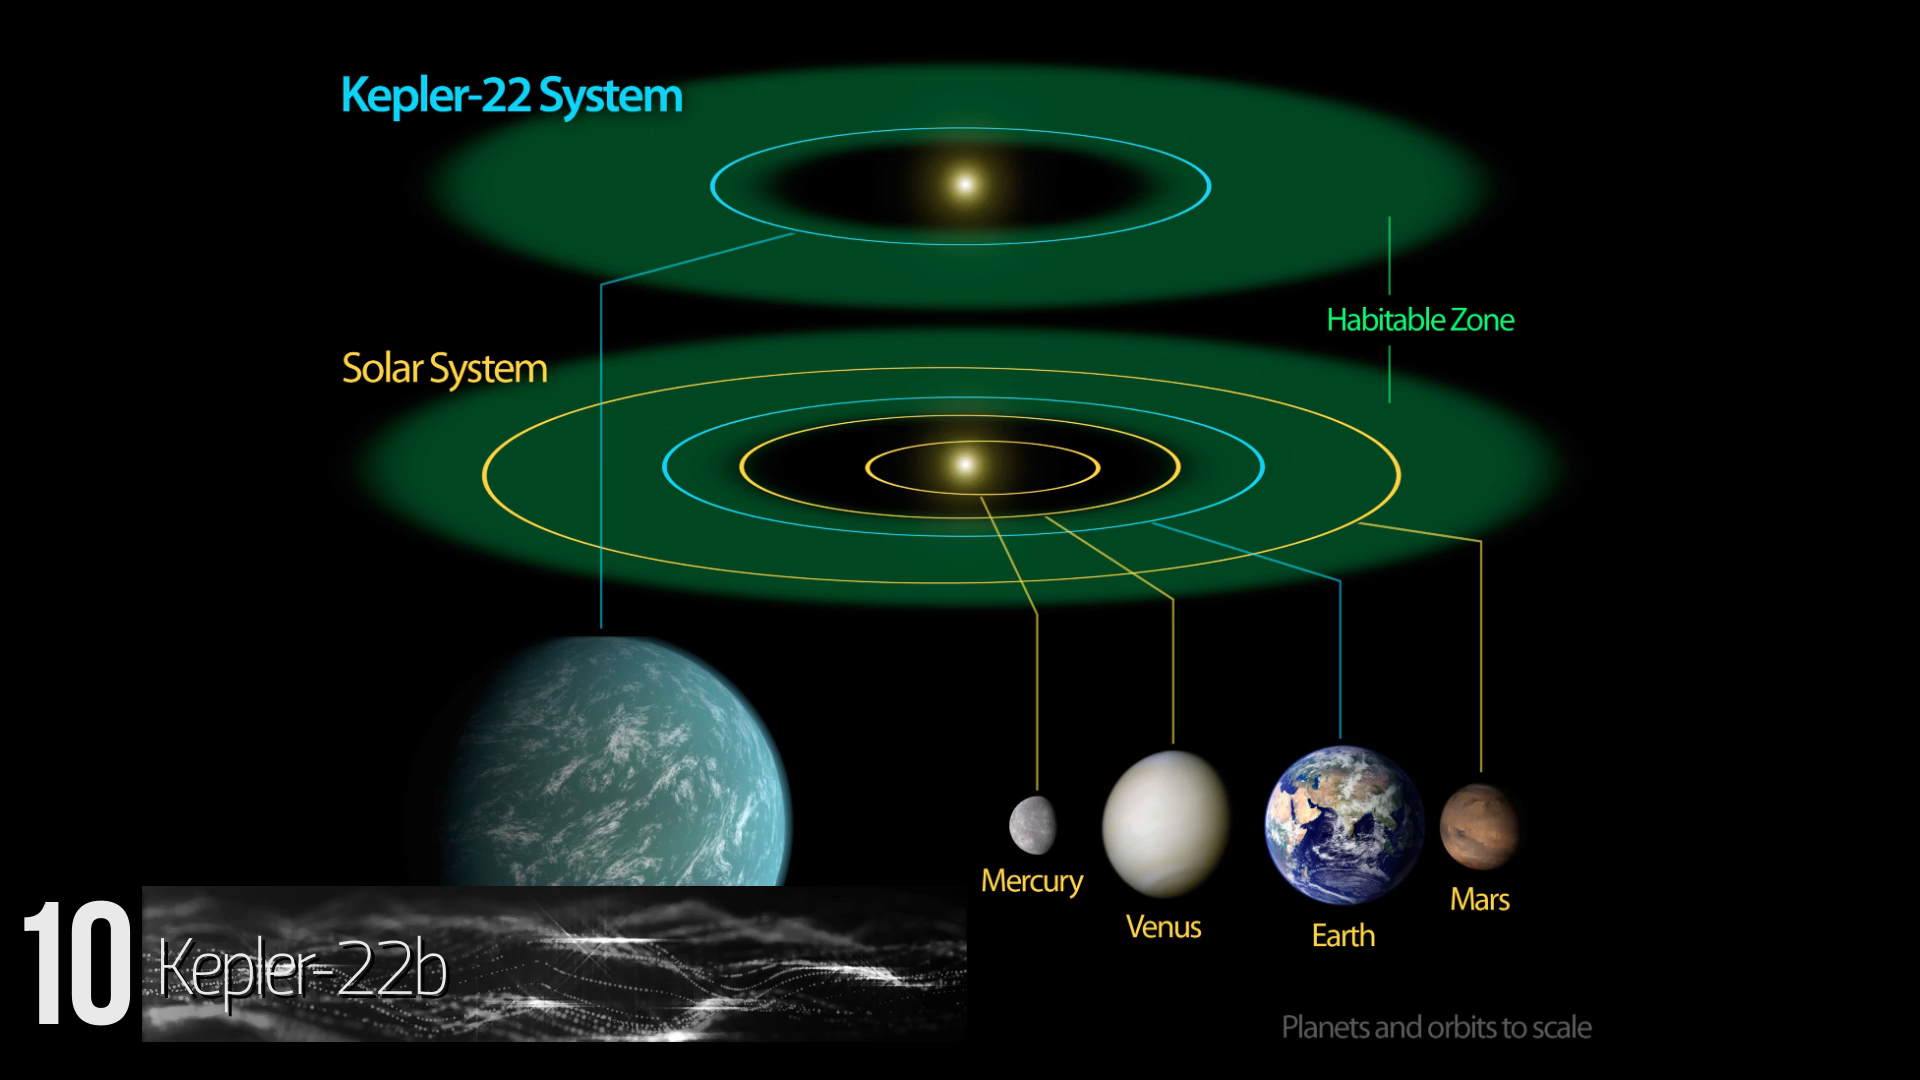 Kepler-22 System
Habitable Zone
Solar System
Mercury
Venus
Earth
Mars
10
Kepler-22b
Planets and orbits to scale